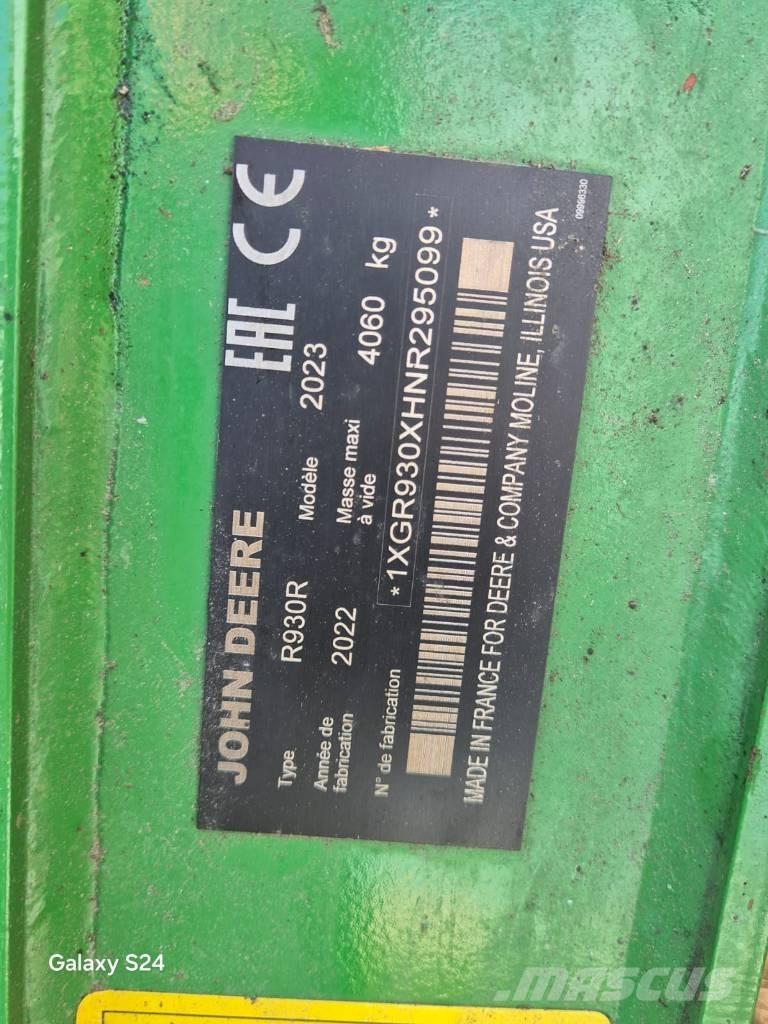 JOHN DEERE EAC CE
Type R930R Modèle 2023
Année de fabrication 2022 Masse maxi à vide 4060 kg
N° de fabrication *1XGR930XHNR295099*
MADE IN FRANCE FOR DEERE & COMPANY MOLINE, ILLINOIS USA
09996330
Galaxy S24
MASCUS